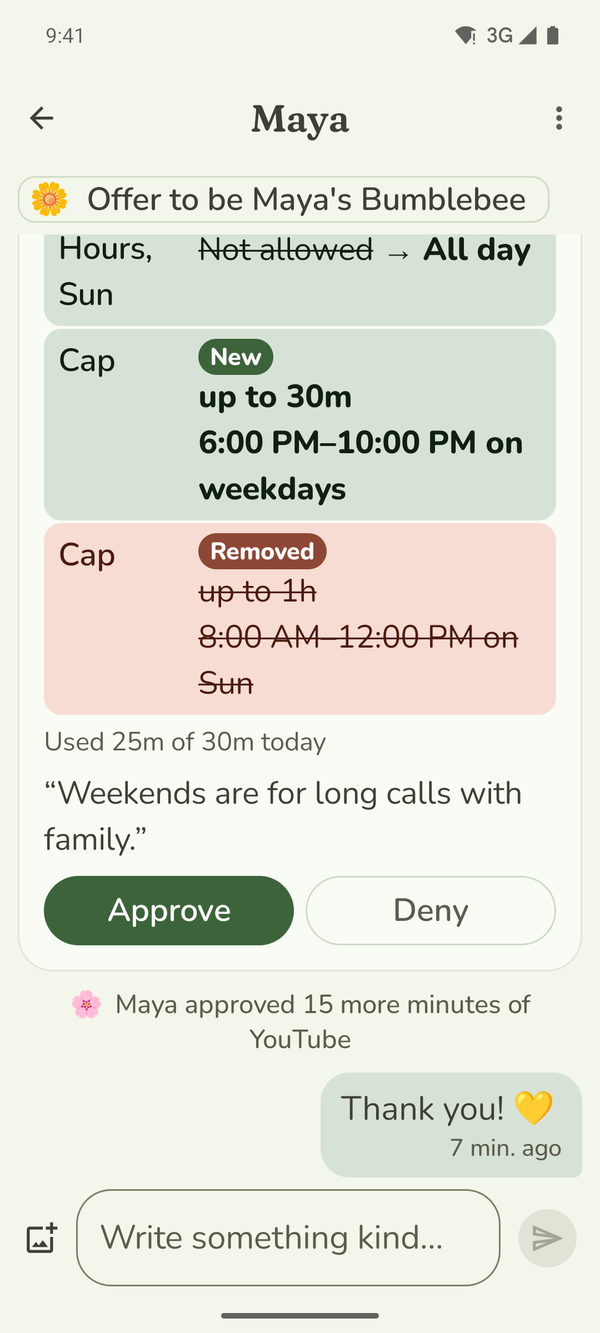 9:41
3G
Maya
Offer to be Maya's Bumblebee
Hours, Not allowed → All day
Sun
Cap New
up to 30m
6:00 PM–10:00 PM on
weekdays
Cap Removed
up to 1h
8:00 AM–12:00 PM on
Sun
Used 25m of 30m today
“Weekends are for long calls with
family.”
Approve Deny
🌸 Maya approved 15 more minutes of
YouTube
Thank you! 💛
7 min. ago
Write something kind...